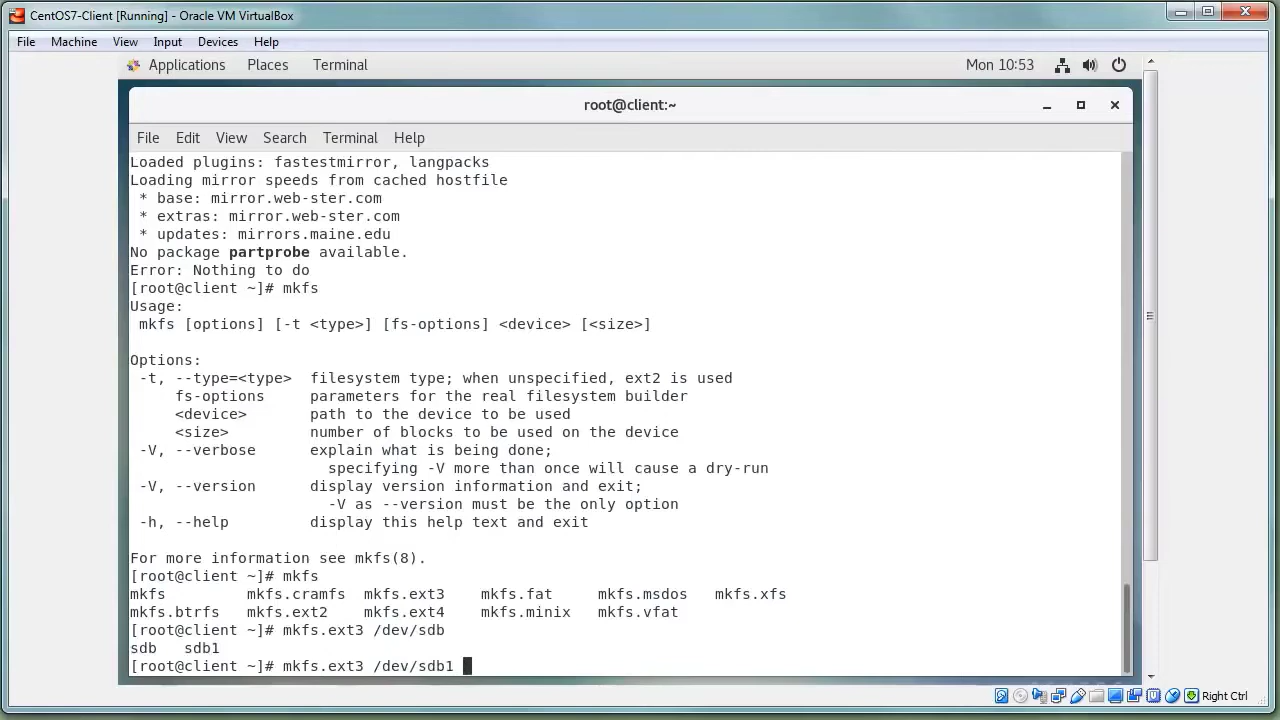 CentOS7-Client [Running] - Oracle VM VirtualBox
File Machine View Input Devices Help
Applications Places Terminal Mon 10:53
root@client:~
File Edit View Search Terminal Help
Loaded plugins: fastestmirror, langpacks
Loading mirror speeds from cached hostfile
 * base: mirror.web-ster.com
 * extras: mirror.web-ster.com
 * updates: mirrors.maine.edu
No package partprobe available.
Error: Nothing to do
[root@client ~]# mkfs
Usage:
 mkfs [options] [-t <type>] [fs-options] <device> [<size>]
Options:
 -t, --type=<type>  filesystem type; when unspecified, ext2 is used
     fs-options     parameters for the real filesystem builder
     <device>       path to the device to be used
     <size>         number of blocks to be used on the device
 -V, --verbose      explain what is being done;
                      specifying -V more than once will cause a dry-run
 -V, --version      display version information and exit;
                      -V as --version must be the only option
 -h, --help         display this help text and exit
For more information see mkfs(8).
[root@client ~]# mkfs
mkfs         mkfs.cramfs  mkfs.ext3    mkfs.fat     mkfs.msdos   mkfs.xfs
mkfs.btrfs   mkfs.ext2    mkfs.ext4    mkfs.minix   mkfs.vfat
[root@client ~]# mkfs.ext3 /dev/sdb
sdb   sdb1
[root@client ~]# mkfs.ext3 /dev/sdb1
Right Ctrl